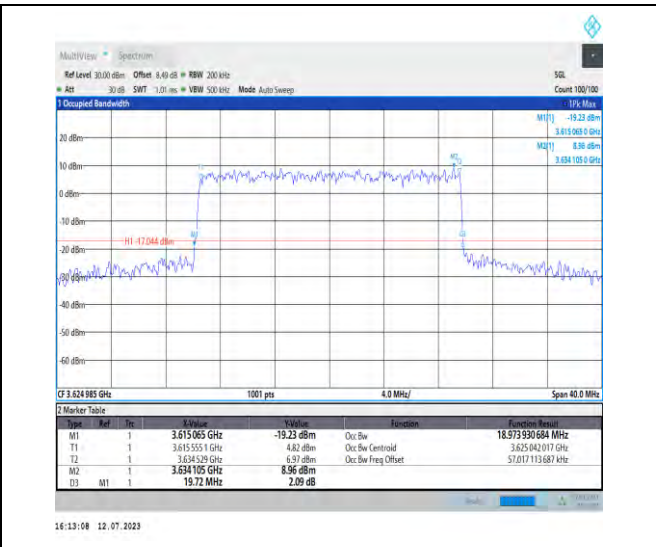 MultiView Spectrum
Ref Level 30.00 dBm Offset 8.49 dB RBW 200 kHz SGL
Att 30 dB SWT 1.01 ms VBW 500 kHz Mode Auto Sweep Count 100/100
1 Occupied Bandwidth 1Pk Max
M1[1] -19.23 dBm
3.615 065 0 GHz
M2[1] 8.96 dBm
3.634 105 0 GHz
20 dBm
10 dBm
0 dBm
-10 dBm
H1 -17.044 dBm
-20 dBm
-30 dBm
-40 dBm
-50 dBm
-60 dBm
CF 3.624 985 GHz 1001 pts 4.0 MHz/ Span 40.0 MHz
2 Marker Table
Type Ref Trc X-Value Y-Value Function Function Result
M1 1 3.615 065 GHz -19.23 dBm Occ Bw 18.973 930 684 MHz
T1 1 3.615 555 1 GHz 4.82 dBm Occ Bw Centroid 3.625 042 017 GHz
T2 1 3.634 529 GHz 6.97 dBm Occ Bw Freq Offset 57.017 113 687 kHz
M2 1 3.634 105 GHz 8.96 dBm
D3 M1 1 19.72 MHz 2.09 dB
16:13:08 12.07.2023